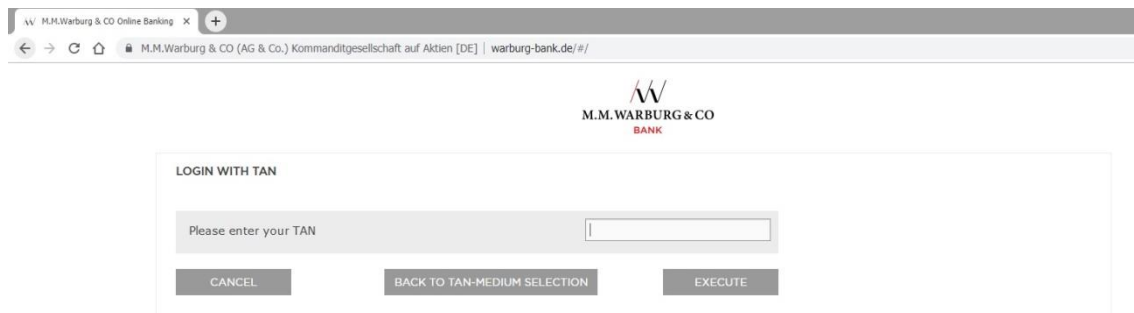 M.M.Warburg & CO Online Banking
M.M.Warburg & CO (AG & Co.) Kommanditgesellschaft auf Aktien [DE] | warburg-bank.de/#/
M.M.WARBURG & CO
BANK
LOGIN WITH TAN
Please enter your TAN
CANCEL BACK TO TAN-MEDIUM SELECTION EXECUTE